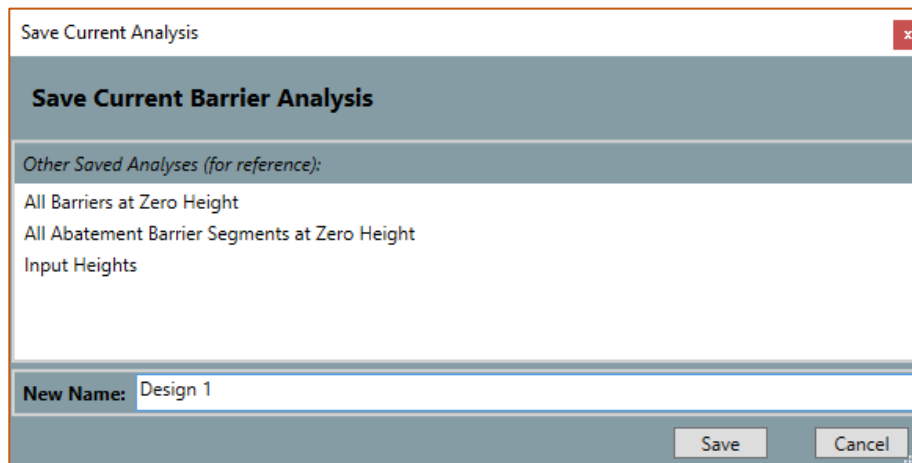 Save Current Analysis
x
Save Current Barrier Analysis
Other Saved Analyses (for reference):
All Barriers at Zero Height
All Abatement Barrier Segments at Zero Height
Input Heights
New Name: Design 1
Save Cancel